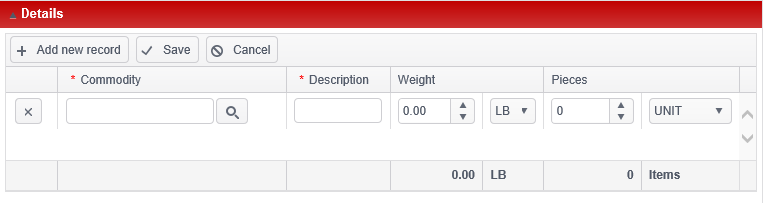 Details
Add new record Save Cancel
* Commodity * Description Weight Pieces
0.00 LB 0 UNIT
0.00 LB 0 Items